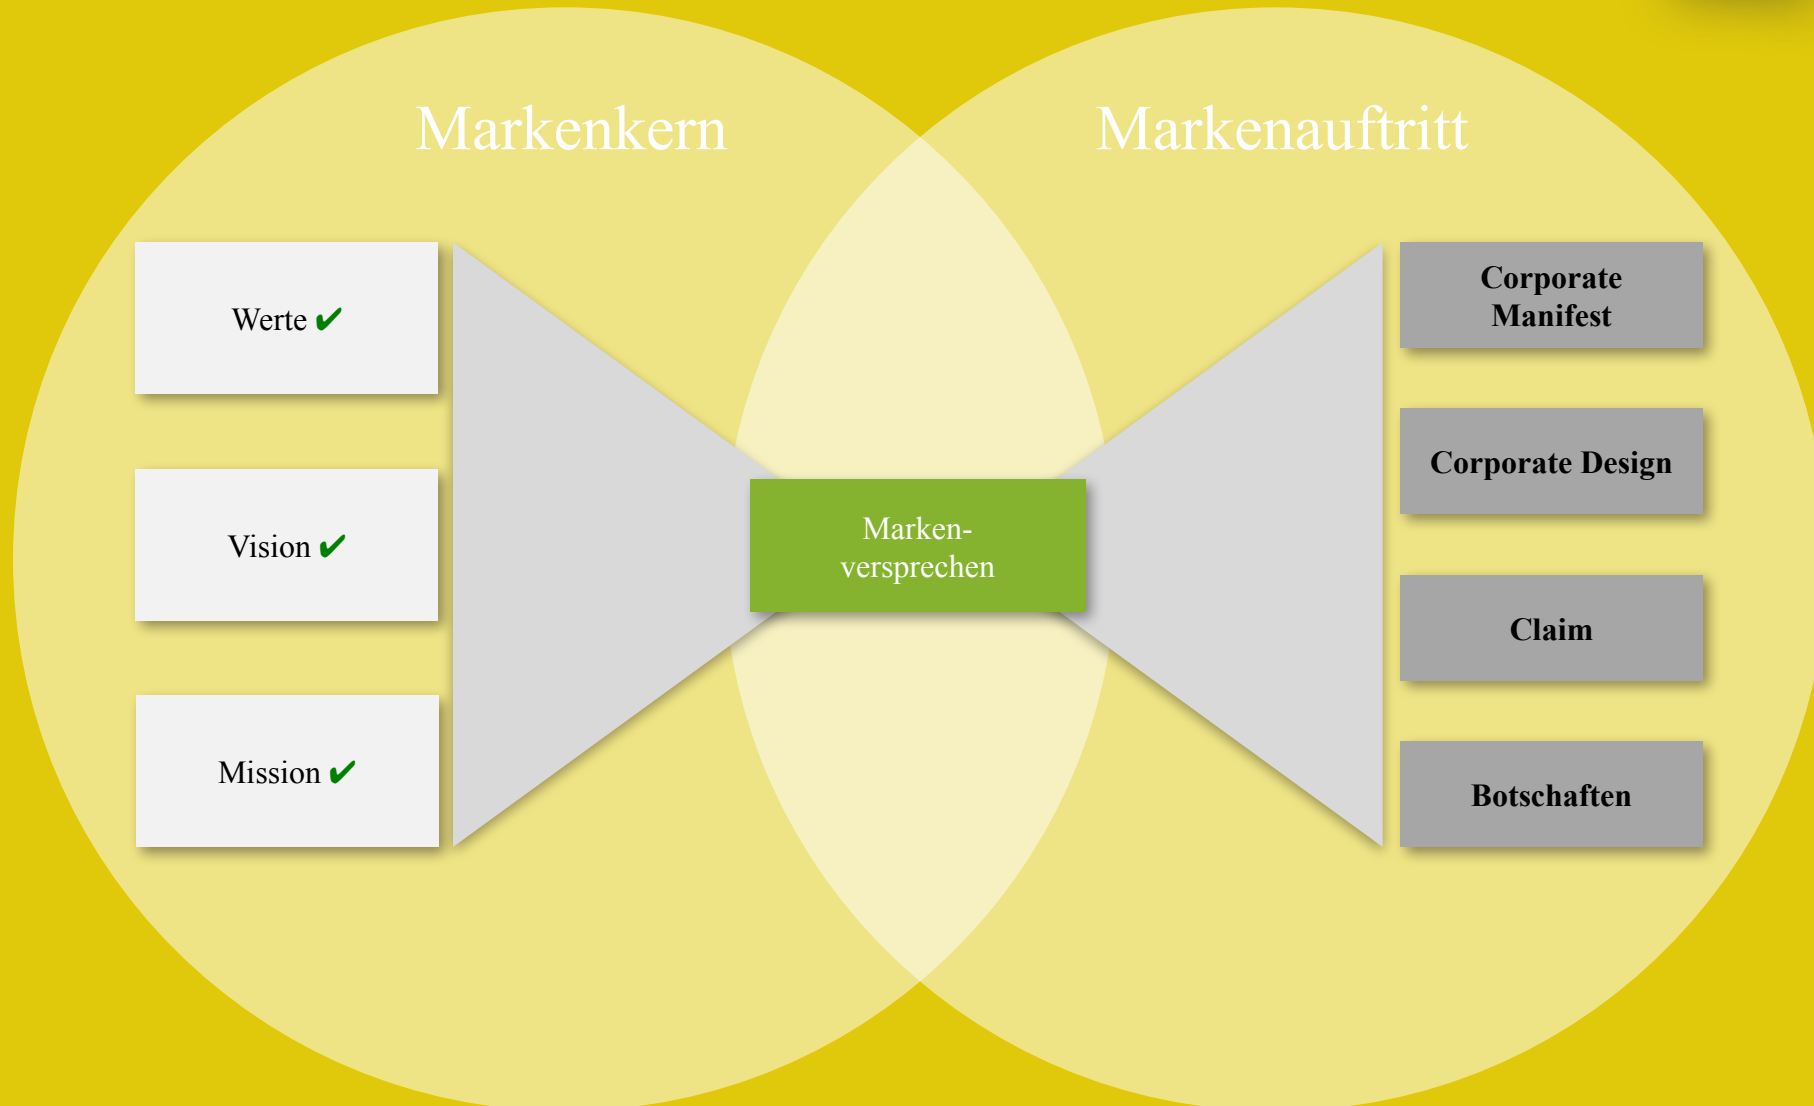 Markenkern
Markenauftritt
Werte ✔
Vision ✔
Mission ✔
Marken-
versprechen
Corporate
Manifest
Corporate Design
Claim
Botschaften